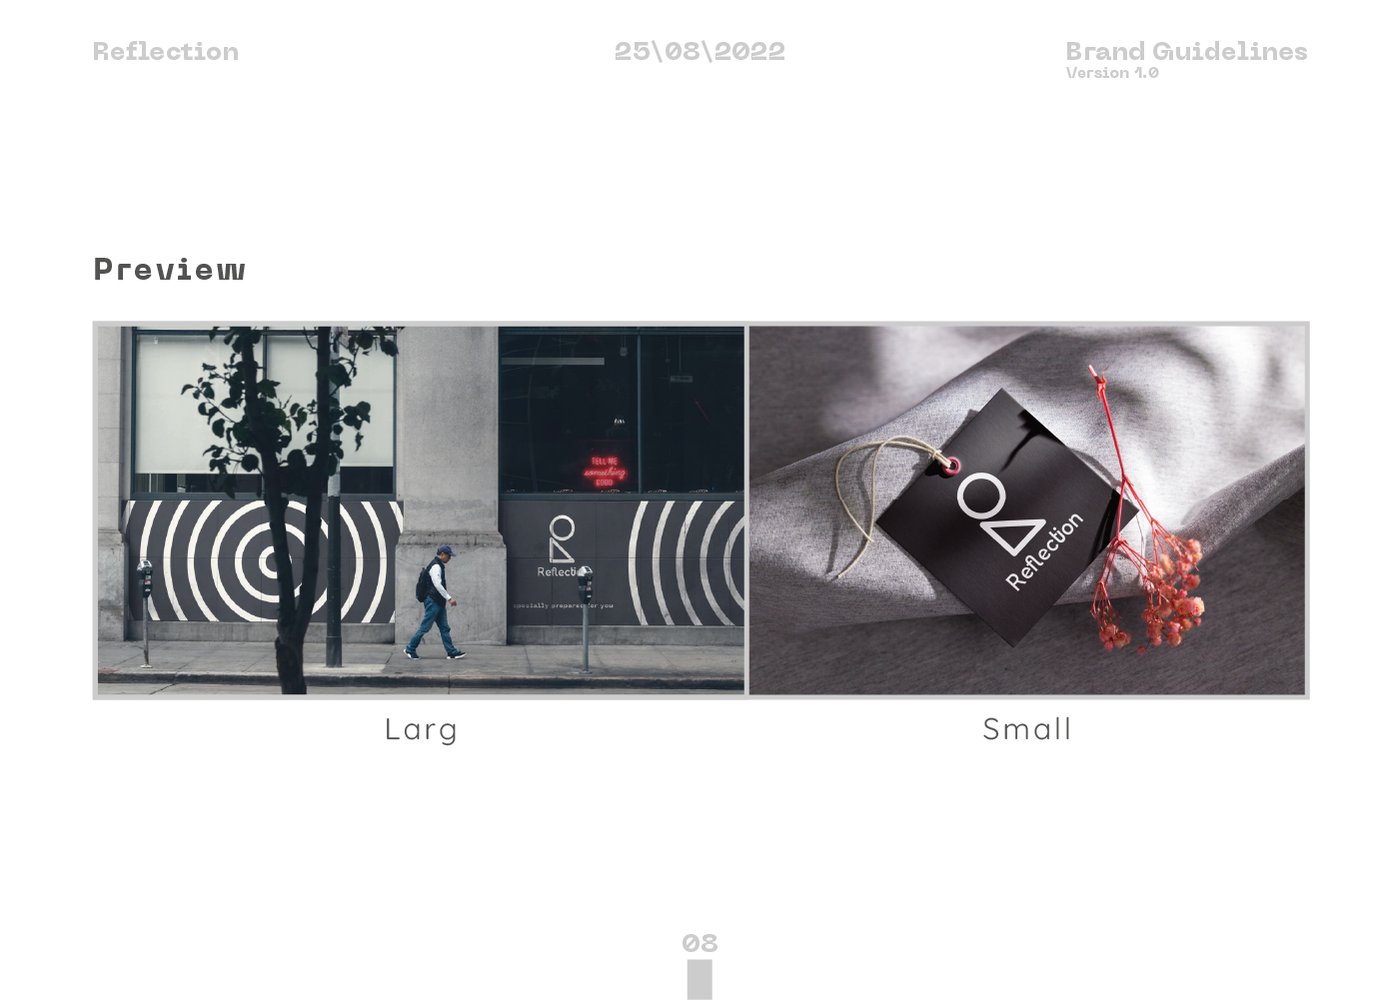 Reflection
25\08\2022
Brand Guidelines
Version 1.0
Preview
TELL ME
something
GOOD
Reflecti
specially prepared for you
Reflection
Larg
Small
08